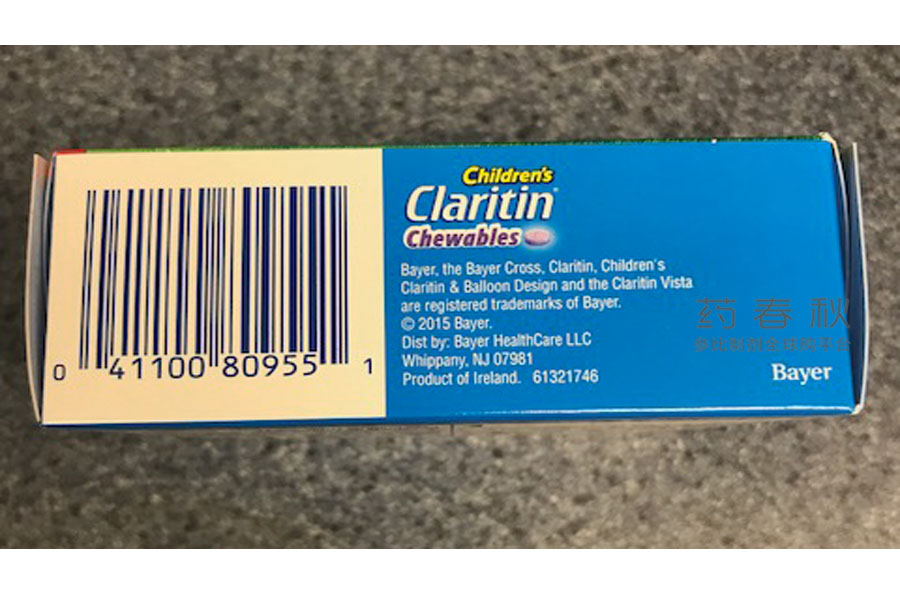 Children's
Claritin®
Chewables
Bayer, the Bayer Cross, Claritin, Children's
Claritin & Balloon Design and the Claritin Vista
are registered trademarks of Bayer.
© 2015 Bayer.
Dist by: Bayer HealthCare LLC
Whippany, NJ 07981
Product of Ireland. 61321746
Bayer
0 41100 80955 1
药春秋